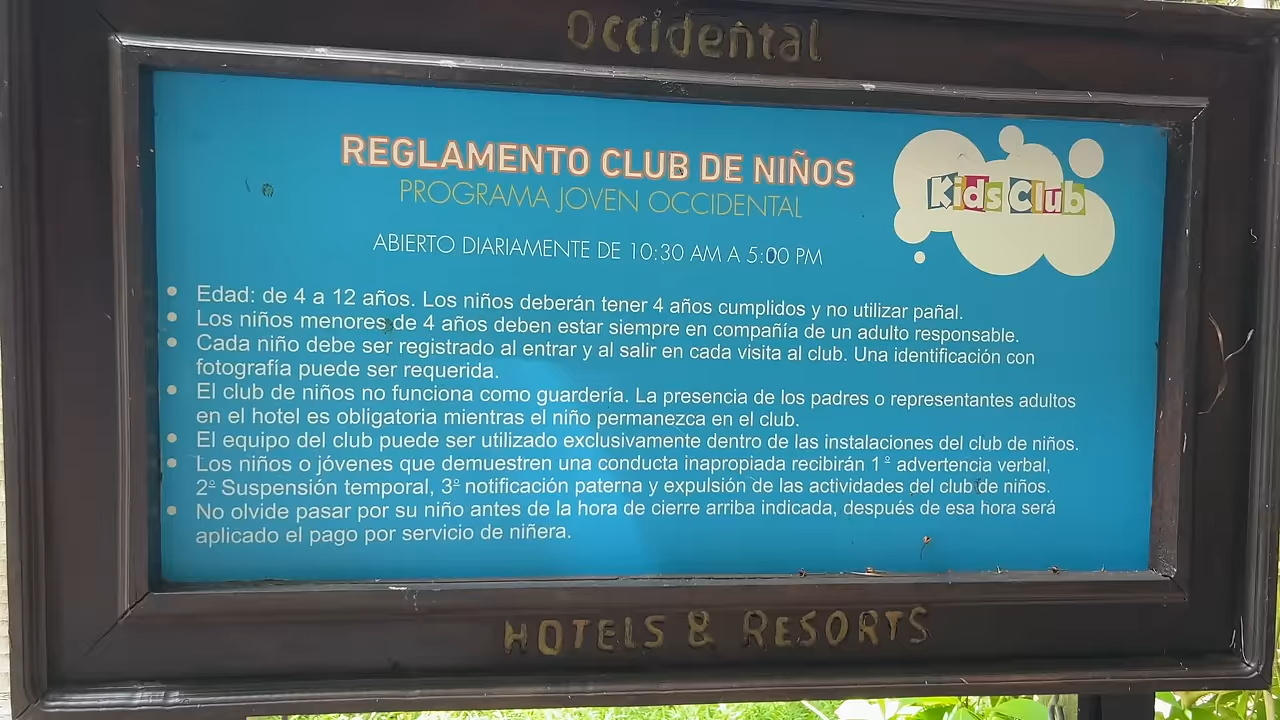 Occidental
REGLAMENTO CLUB DE NIÑOS
PROGRAMA JOVEN OCCIDENTAL
Kids Club
ABIERTO DIARIAMENTE DE 10:30 AM A 5:00 PM
• Edad: de 4 a 12 años. Los niños deberán tener 4 años cumplidos y no utilizar pañal.
• Los niños menores de 4 años deben estar siempre en compañía de un adulto responsable.
• Cada niño debe ser registrado al entrar y al salir en cada visita al club. Una identificación con
fotografía puede ser requerida.
• El club de niños no funciona como guardería. La presencia de los padres o representantes adultos
en el hotel es obligatoria mientras el niño permanezca en el club.
• El equipo del club puede ser utilizado exclusivamente dentro de las instalaciones del club de niños.
• Los niños o jóvenes que demuestren una conducta inapropiada recibirán 1º advertencia verbal,
2º Suspensión temporal, 3º notificación paterna y expulsión de las actividades del club de niños.
• No olvide pasar por su niño antes de la hora de cierre arriba indicada, después de esa hora será
aplicado el pago por servicio de niñera.
HOTELS & RESORTS